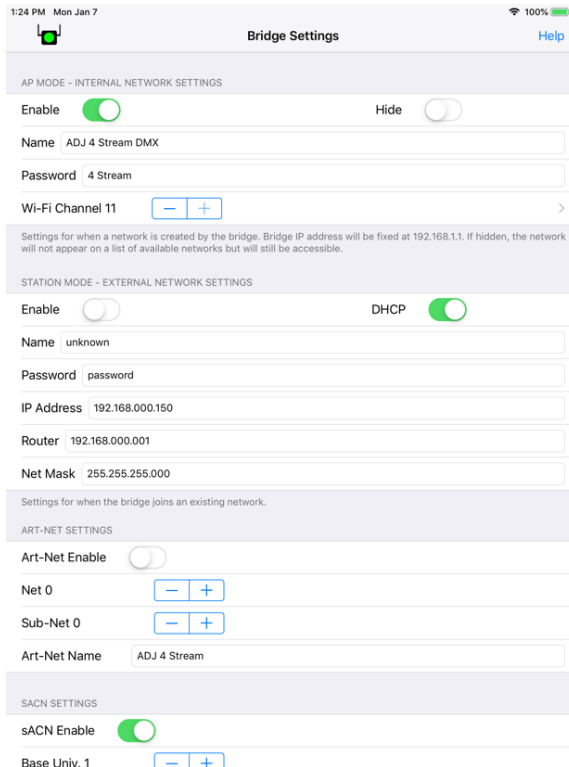 1:24 PM Mon Jan 7 100%
Bridge Settings Help
AP MODE - INTERNAL NETWORK SETTINGS
Enable Hide
Name ADJ 4 Stream DMX
Password 4 Stream
Wi-Fi Channel 11 − +
Settings for when a network is created by the bridge. Bridge IP address will be fixed at 192.168.1.1. If hidden, the network
will not appear on a list of available networks but will still be accessible.
STATION MODE - EXTERNAL NETWORK SETTINGS
Enable DHCP
Name unknown
Password password
IP Address 192.168.000.150
Router 192.168.000.001
Net Mask 255.255.255.000
Settings for when the bridge joins an existing network.
ART-NET SETTINGS
Art-Net Enable
Net 0 − +
Sub-Net 0 − +
Art-Net Name ADJ 4 Stream
SACN SETTINGS
sACN Enable
Base Univ. 1 − +